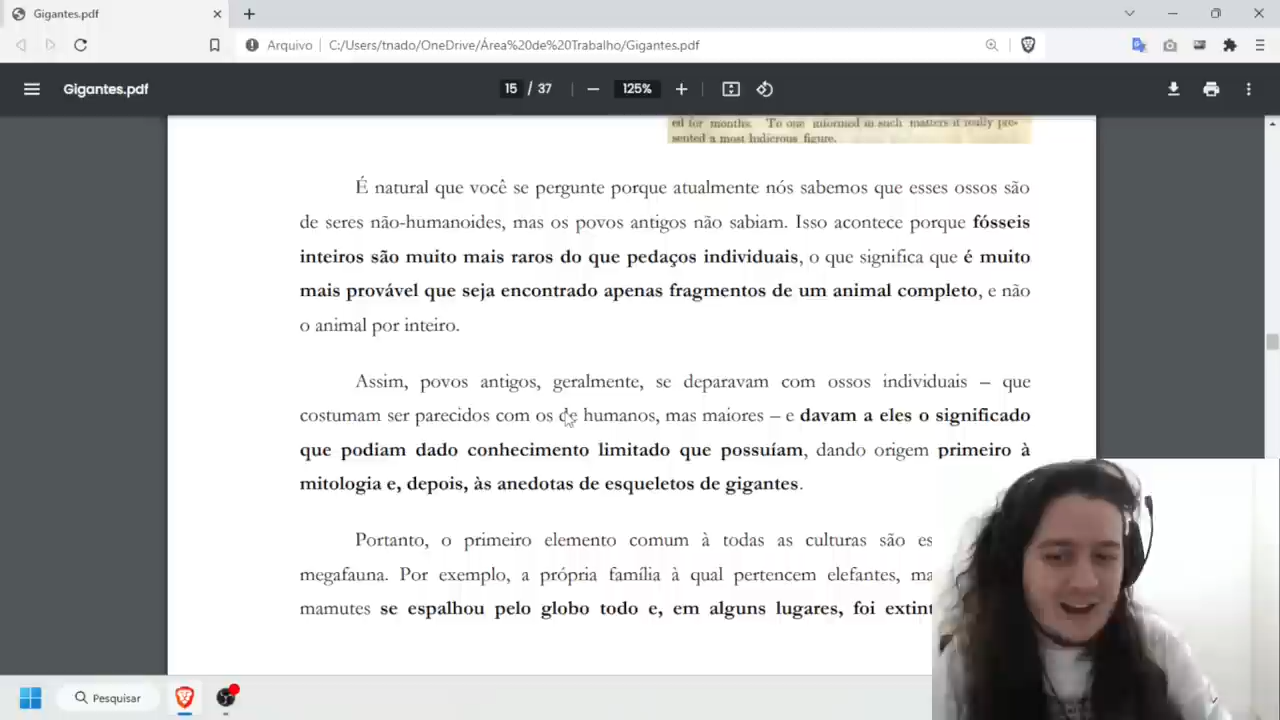 Gigantes.pdf
Arquivo C:/Users/tnado/OneDrive/Área%20de%20Trabalho/Gigantes.pdf
Gigantes.pdf 15 / 37 125%
ed for months. To one informed in such matters it really pre-
sented a most ludicrous figure.
É natural que você se pergunte porque atualmente nós sabemos que esses ossos são
de seres não-humanoides, mas os povos antigos não sabiam. Isso acontece porque fósseis
inteiros são muito mais raros do que pedaços individuais, o que significa que é muito
mais provável que seja encontrado apenas fragmentos de um animal completo, e não
o animal por inteiro.
Assim, povos antigos, geralmente, se deparavam com ossos individuais – que
costumam ser parecidos com os de humanos, mas maiores – e davam a eles o significado
que podiam dado conhecimento limitado que possuíam, dando origem primeiro à
mitologia e, depois, às anedotas de esqueletos de gigantes.
Portanto, o primeiro elemento comum à todas as culturas são es
megafauna. Por exemplo, a própria família à qual pertencem elefantes, ma
mamutes se espalhou pelo globo todo e, em alguns lugares, foi extint
Pesquisar